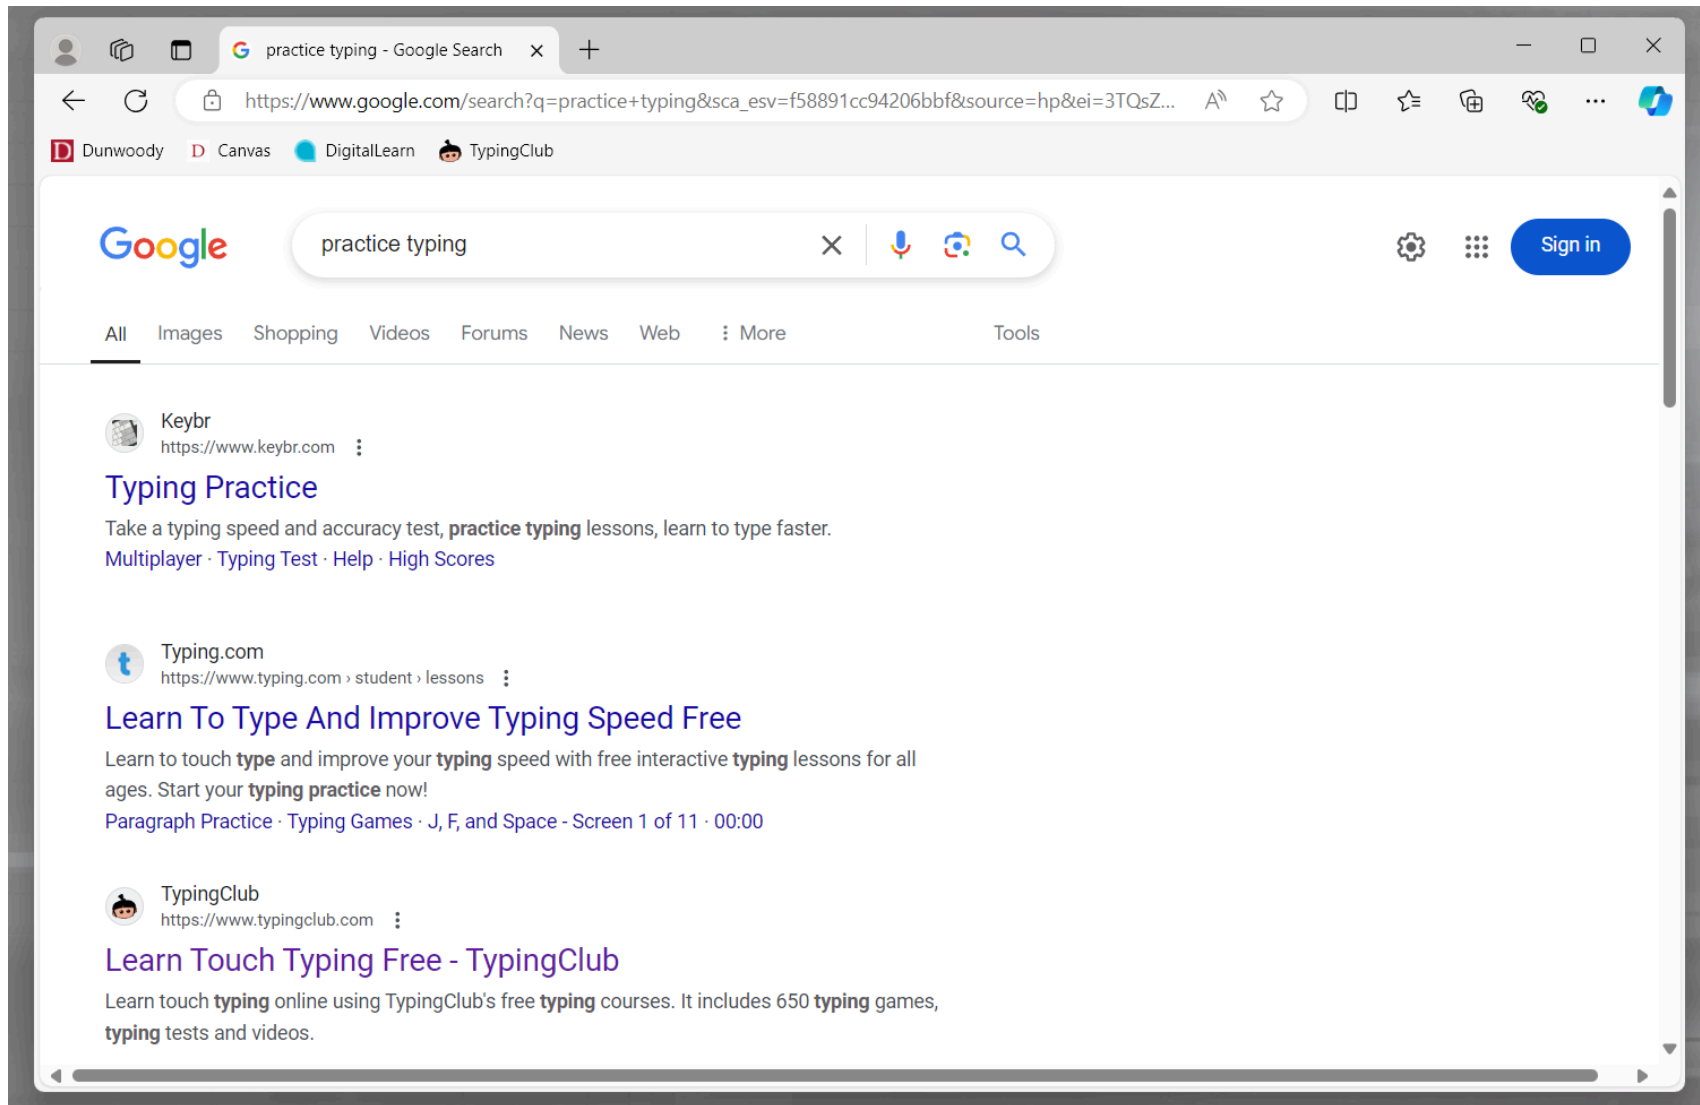 practice typing - Google Search
https://www.google.com/search?q=practice+typing&sca_esv=f58891cc94206bbf&source=hp&ei=3TQsZ...
D Dunwoody D Canvas DigitalLearn TypingClub
Google practice typing Sign in
All Images Shopping Videos Forums News Web More Tools
Keybr
https://www.keybr.com
Typing Practice
Take a typing speed and accuracy test, practice typing lessons, learn to type faster.
Multiplayer · Typing Test · Help · High Scores
Typing.com
https://www.typing.com › student › lessons
Learn To Type And Improve Typing Speed Free
Learn to touch type and improve your typing speed with free interactive typing lessons for all
ages. Start your typing practice now!
Paragraph Practice · Typing Games · J, F, and Space - Screen 1 of 11 · 00:00
TypingClub
https://www.typingclub.com
Learn Touch Typing Free - TypingClub
Learn touch typing online using TypingClub's free typing courses. It includes 650 typing games,
typing tests and videos.